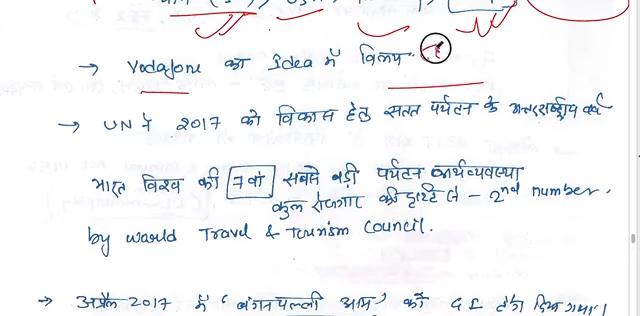 → Vodafone का Idea में विलय
→ UN ने 2017 को विकास हेतु सतत पर्यटन के अन्तर्राष्ट्रीय वर्ष
भारत विश्व की 7वीं सबसे बड़ी पर्यटन अर्थव्यवस्था
कुल रोजगार की दृष्टि से - 2nd number.
by World Travel & Tourism Council.
→ अप्रैल 2017 में 'बंगनपल्ली आम' को GI टैग दिया गया।